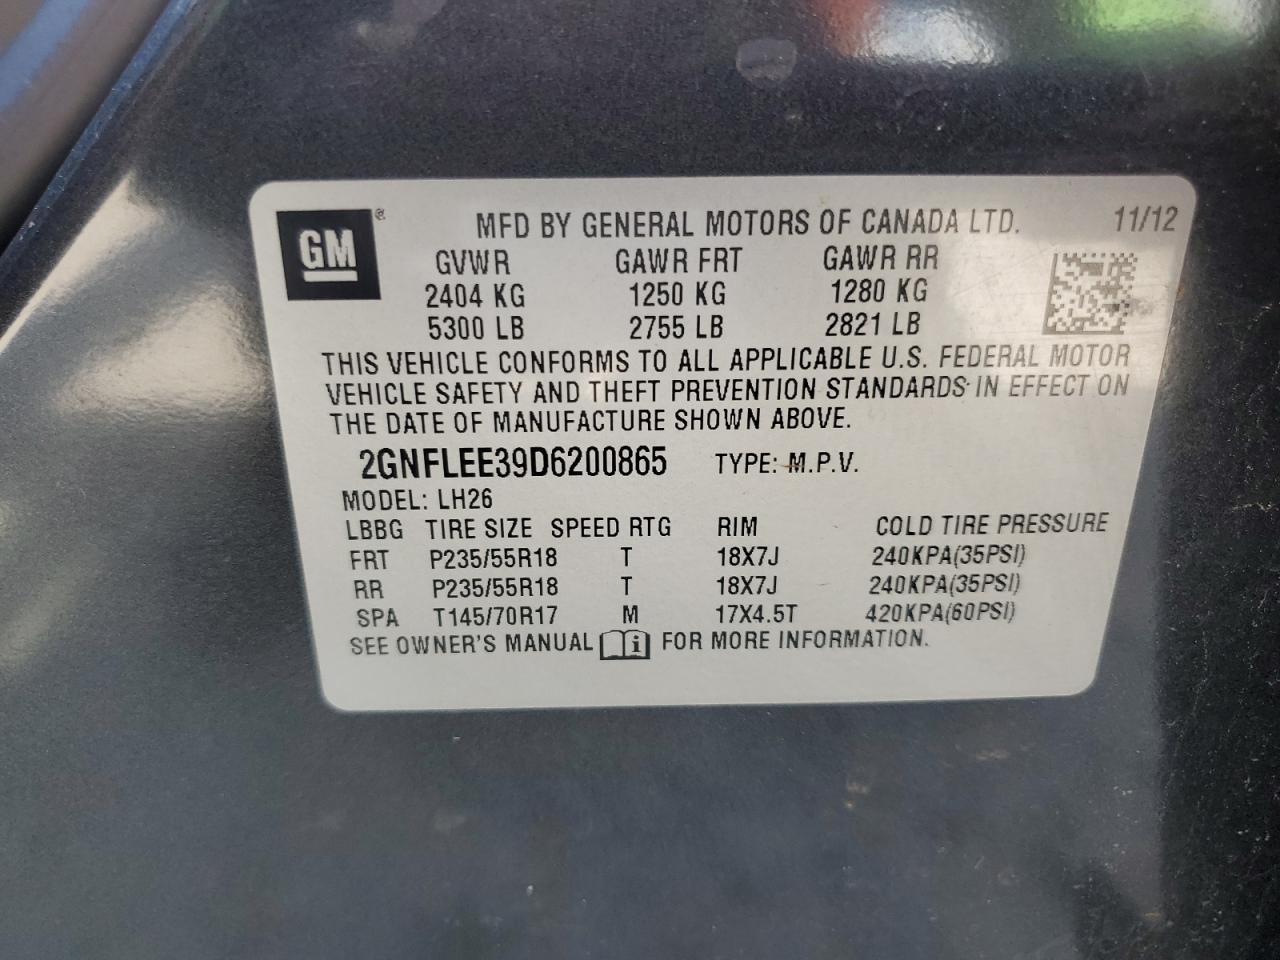 GM ®
MFD BY GENERAL MOTORS OF CANADA LTD. 11/12
GVWR GAWR FRT GAWR RR
2404 KG 1250 KG 1280 KG
5300 LB 2755 LB 2821 LB
THIS VEHICLE CONFORMS TO ALL APPLICABLE U.S. FEDERAL MOTOR
VEHICLE SAFETY AND THEFT PREVENTION STANDARDS IN EFFECT ON
THE DATE OF MANUFACTURE SHOWN ABOVE.
2GNFLEE39D6200865 TYPE: M.P.V.
MODEL: LH26
LBBG TIRE SIZE SPEED RTG RIM COLD TIRE PRESSURE
FRT P235/55R18 T 18X7J 240KPA(35PSI)
RR P235/55R18 T 18X7J 240KPA(35PSI)
SPA T145/70R17 M 17X4.5T 420KPA(60PSI)
SEE OWNER'S MANUAL i FOR MORE INFORMATION.